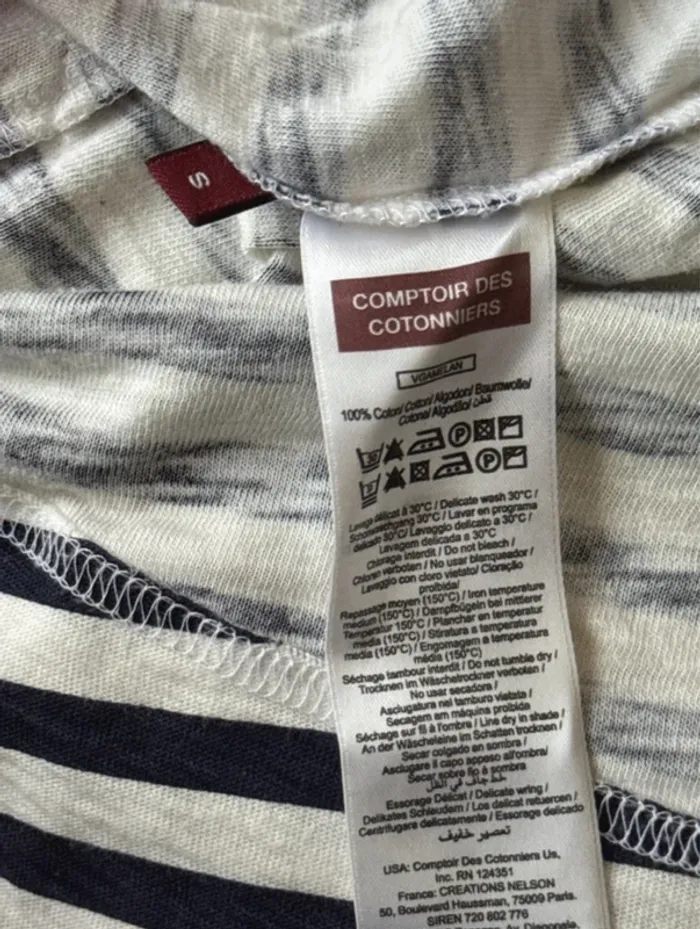 S
COMPTOIR DES
COTONNIERS
VGAMELAN
100% Coton/ Cotton/ Algodon/ Baumwolle/
Cotone/ Algodão/ قطن
Lavage délicat à 30°C / Delicate wash 30°C /
Schonwaschgang 30°C / Lavar en programa
delicado 30°C/ Lavaggio delicato a 30°C /
Lavagem delicada a 30°C
Chlorage interdit / Do not bleach /
Chloren verboten / No usar blanqueador /
Lavaggio con cloro vietato/ Cloração
proibida/
Repassage moyen (150°C) / Iron temperature
medium (150°C) / Dampfbügeln bei mittlerer
Temperatur 150°C / Planchar en temperatur
media (150°C) / Stiratura a temperatura
media (150°C) / Engomagem a temperatura
média (150°C)
Séchage tambour interdit / Do not tumble dry /
Trocknen im Wäschetrockner verboten /
No usar secadora /
Asciugatura nel tamburo vietata /
Secagem am máquina proibida
Séchage sur fil à l'ombre / Line dry in shade /
An der Wäscheleine im Schatten trocknen /
Secar colgado en sombra /
Asciugare il capo appeso all'ombra/
Secar sobre fio à sombra
خط جاف في الظل
Essorage Délicat / Delicate wring /
Delikates Schleudern / Los delicat retuercen /
Centrifugare delicatamente / Essorage delicado
تعصير خفيف
USA: Comptoir Des Cotonniers Us,
Inc. RN 124351
France: CREATIONS NELSON
50, Boulevard Haussman, 75009 Paris.
SIREN 720 802 776